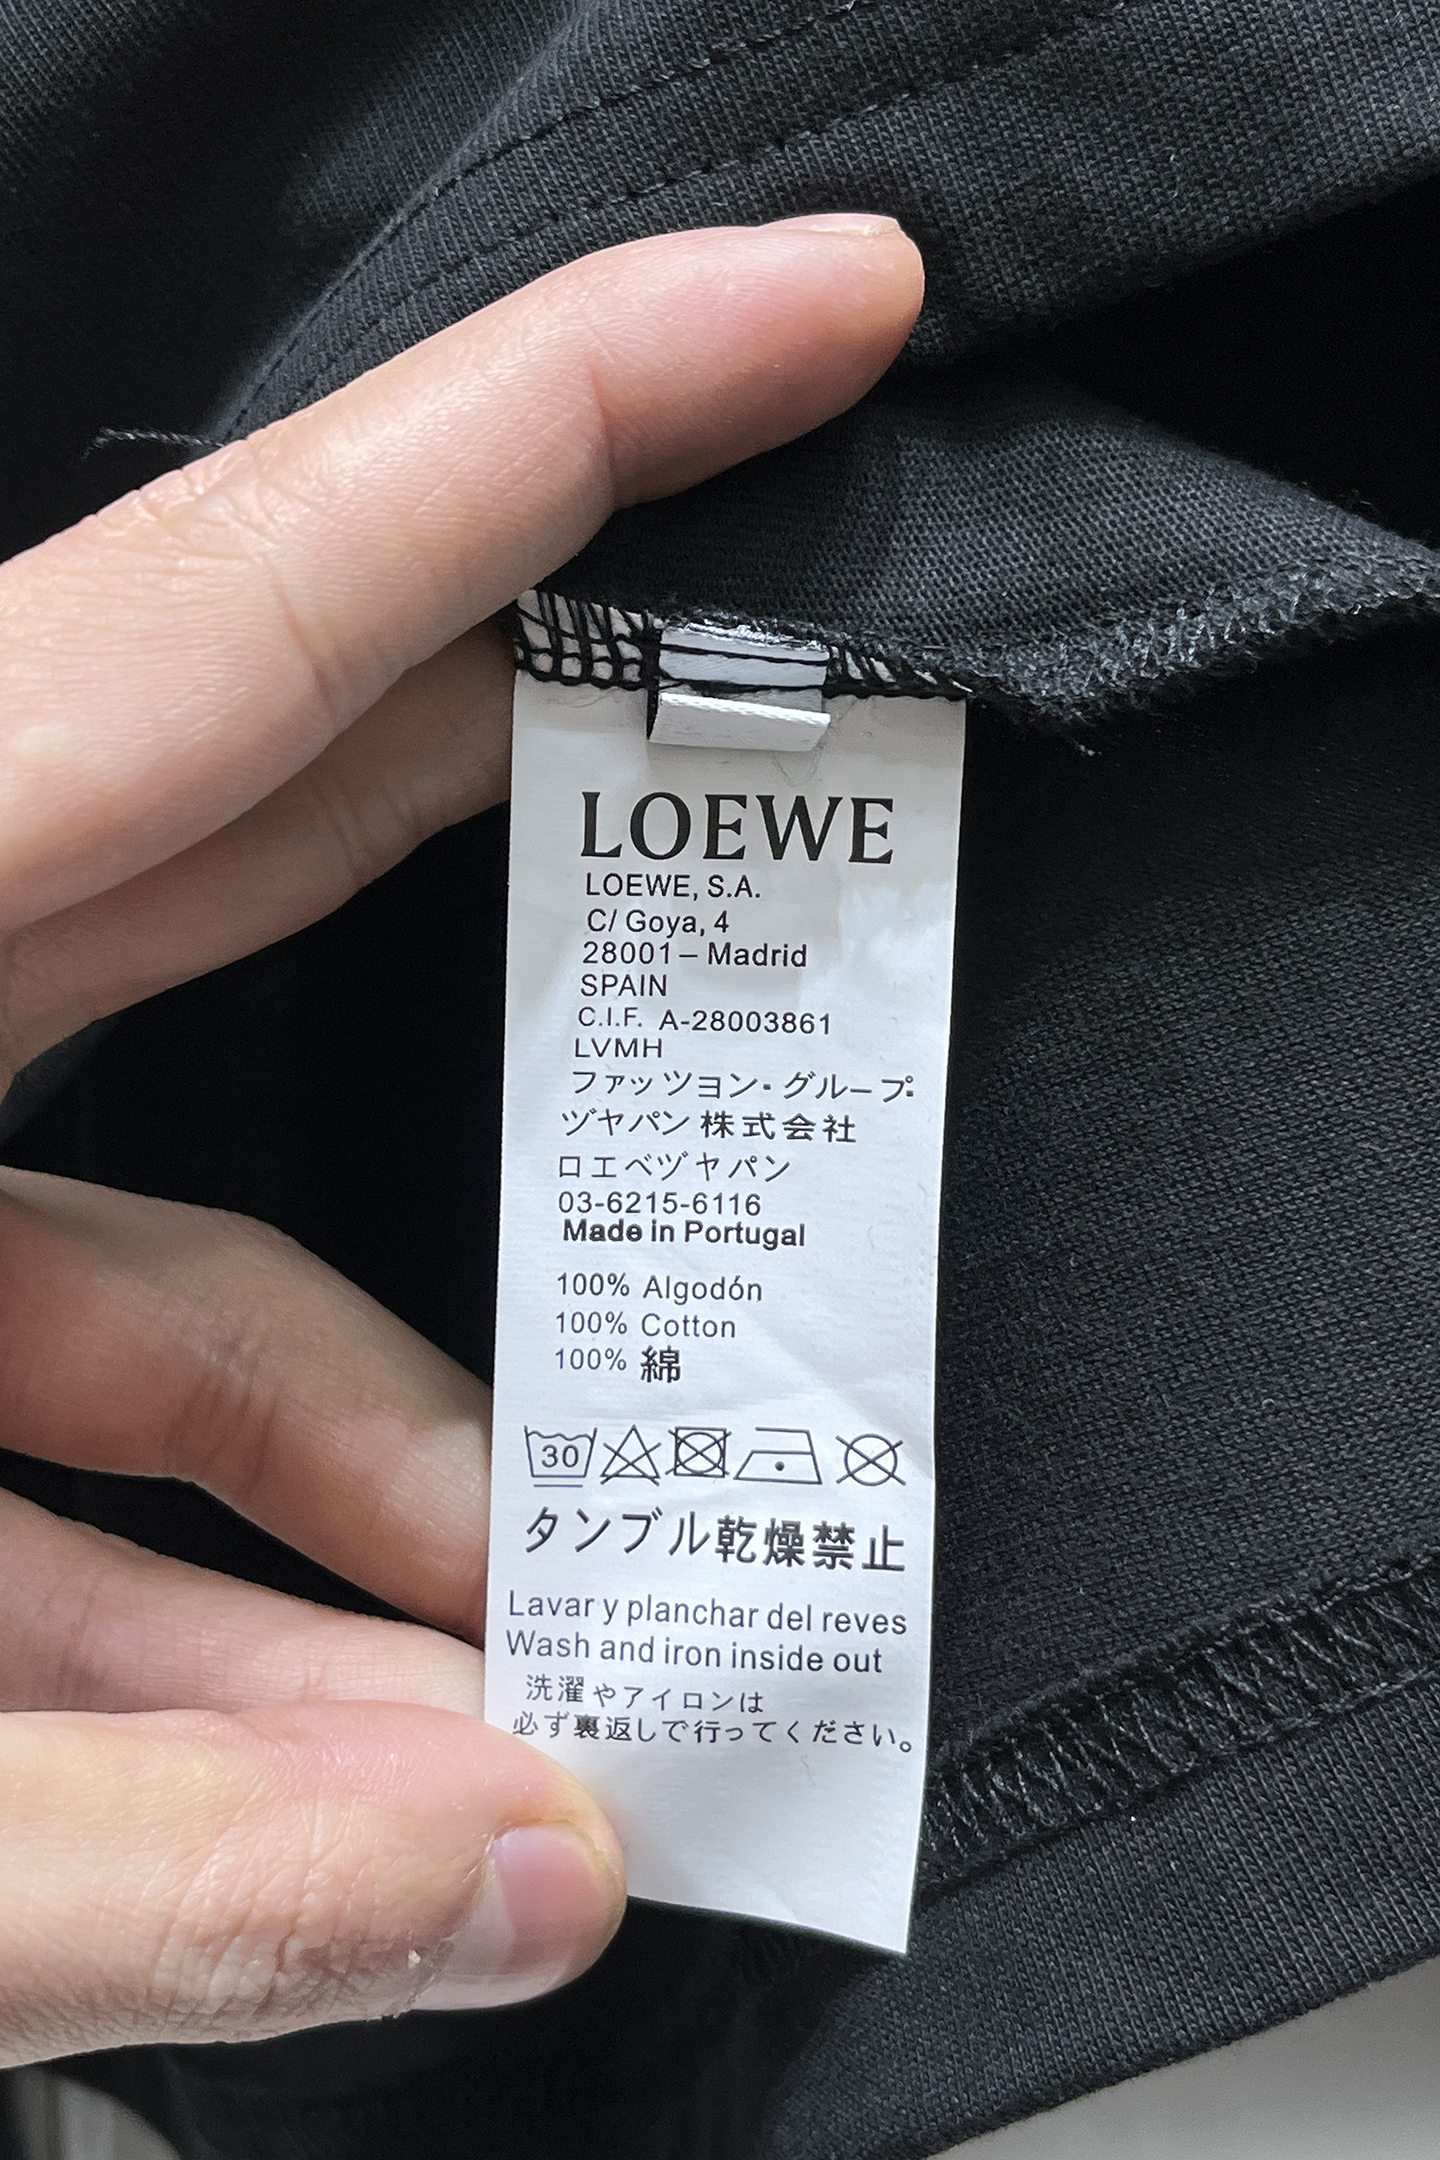 LOEWE
LOEWE, S.A.
C/ Goya, 4
28001 – Madrid
SPAIN
C.I.F. A-28003861
LVMH
ファッツョン・グループ
ヅヤパン株式会社
ロエベヅヤパン
03-6215-6116
Made in Portugal
100% Algodón
100% Cotton
100% 綿
30
タンブル乾燥禁止
Lavar y planchar del reves
Wash and iron inside out
洗濯やアイロンは
必ず裏返しで行ってください。